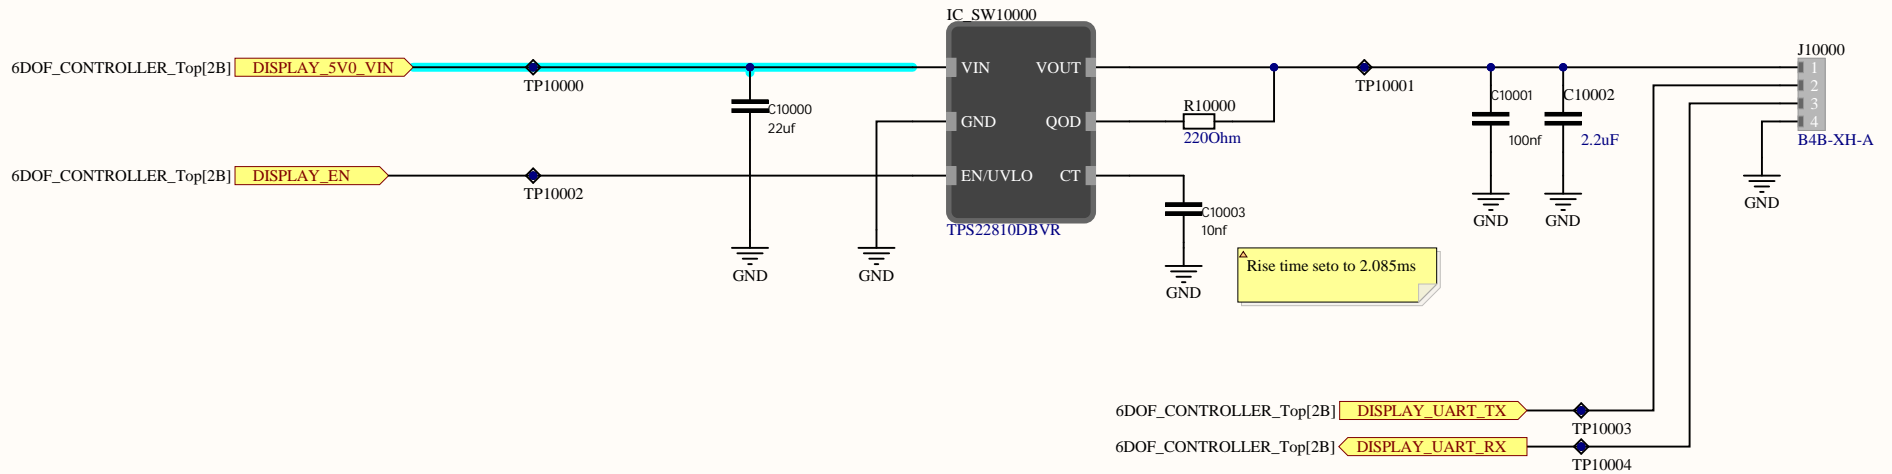 IC_SW10000
6DOF_CONTROLLER_Top[2B] DISPLAY_5V0_VIN
TP10000
VIN VOUT
TP10001
J10000
1
2
3
4
B4B-XH-A
C10000
22uf
GND QOD
R10000
220Ohm
C10001
100nf
C10002
2.2uF
6DOF_CONTROLLER_Top[2B] DISPLAY_EN
TP10002
EN/UVLO CT
TPS22810DBVR
C10003
10nf
GND
GND
GND
GND
GND
GND
Rise time seto to 2.085ms
6DOF_CONTROLLER_Top[2B] DISPLAY_UART_TX
TP10003
6DOF_CONTROLLER_Top[2B] DISPLAY_UART_RX
TP10004